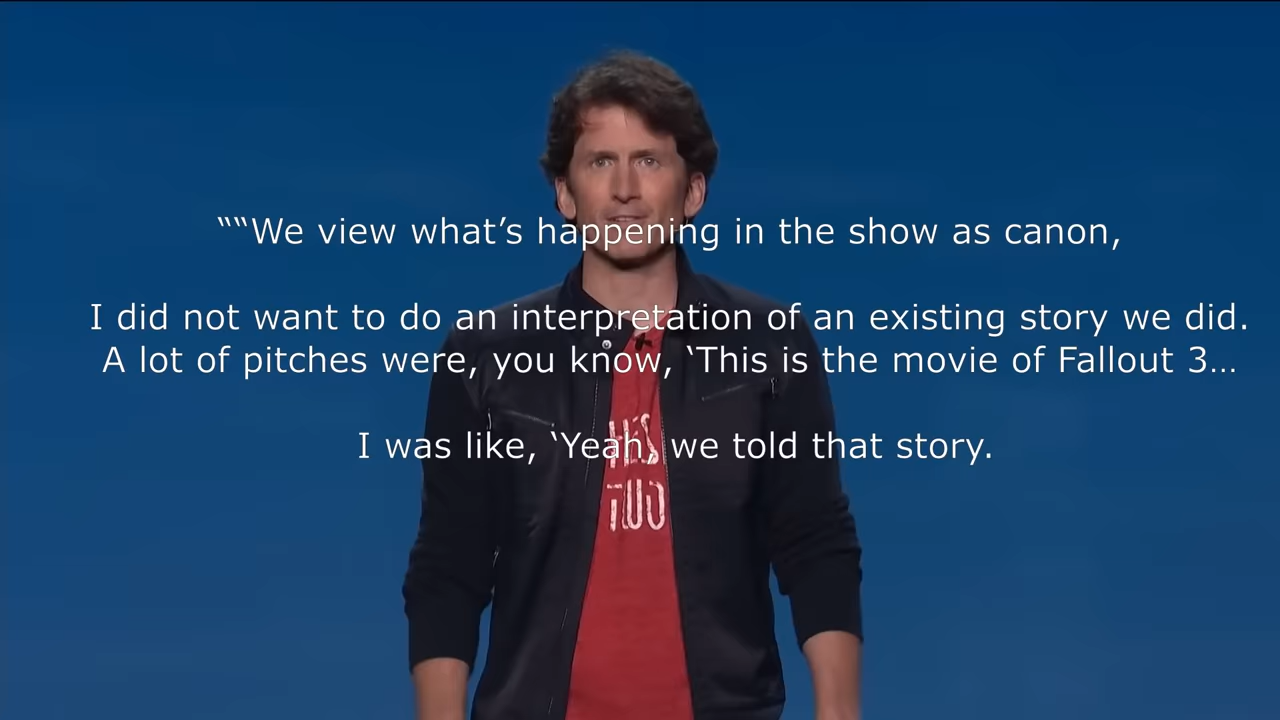 ““We view what’s happening in the show as canon,
I did not want to do an interpretation of an existing story we did.
A lot of pitches were, you know, ‘This is the movie of Fallout 3…
I was like, ‘Yeah, we told that story.